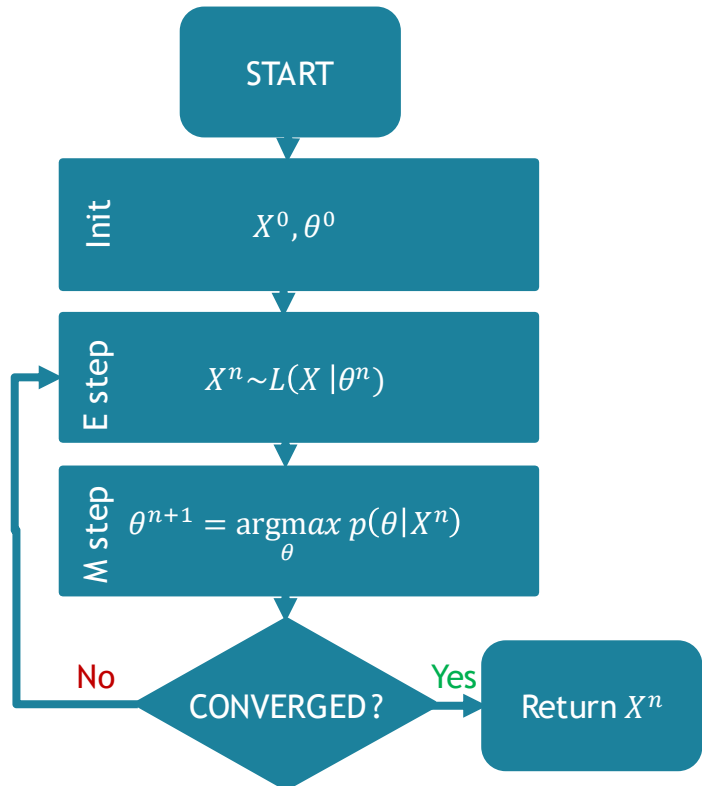 START
Init
X⁰, θ⁰
E step
Xⁿ~L(X |θⁿ)
M step
θⁿ⁺¹ = argmax p(θ|Xⁿ)
θ
No
CONVERGED?
Yes
Return Xⁿ